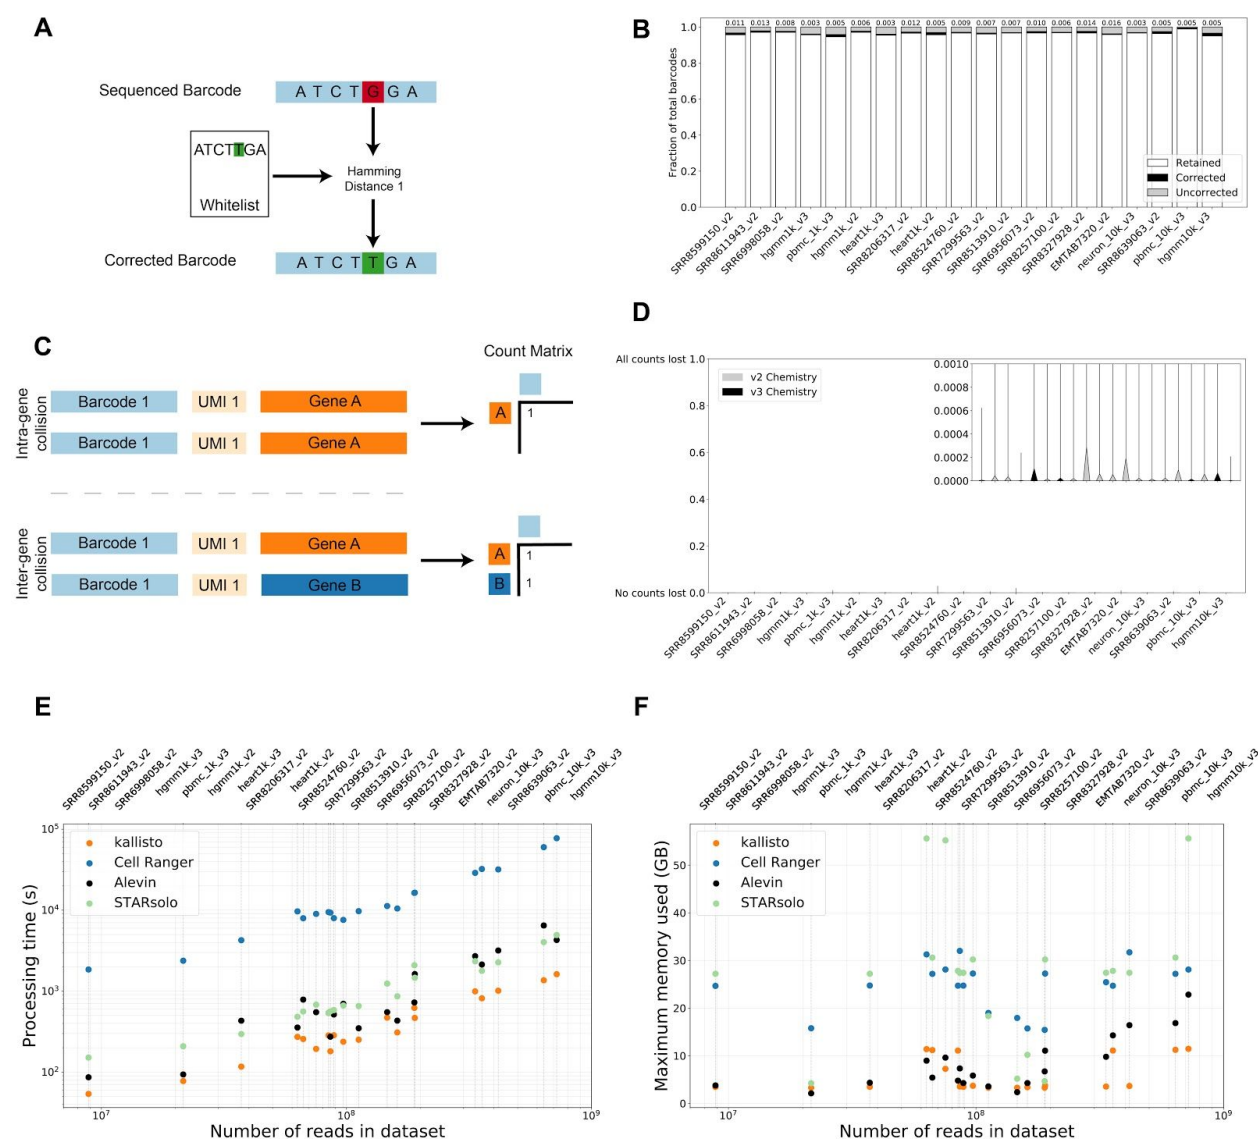 A
Sequenced Barcode
A T C T G G A
ATCTTGA
Whitelist
Hamming
Distance 1
Corrected Barcode
A T C T T G A
B
0.011 0.013 0.008 0.003 0.005 0.006 0.003 0.012 0.005 0.009 0.007 0.007 0.010 0.006 0.014 0.016 0.003 0.005 0.005 0.005
Fraction of total barcodes
1.0
0.8
0.6
0.4
0.2
0.0
Retained
Corrected
Uncorrected
SRR8599150_v2
SRR8611943_v2
SRR6998058_v2
hgmm1k_v3
pbmc_1k_v3
hgmm1k_v2
heart1k_v3
SRR8206317_v2
heart1k_v2
SRR8524760_v2
SRR7299563_v2
SRR8513910_v2
SRR6956073_v2
SRR8257100_v2
SRR8327928_v2
EMTAB7320_v2
neuron_10k_v3
SRR8639063_v2
pbmc_10k_v3
hgmm10k_v3
C
Count Matrix
Intra-gene
collision
Barcode 1 UMI 1 Gene A
Barcode 1 UMI 1 Gene A
A 1
Inter-gene
collision
Barcode 1 UMI 1 Gene A
Barcode 1 UMI 1 Gene B
A 1
B 1
D
All counts lost 1.0
0.8
0.6
0.4
0.2
No counts lost 0.0
v2 Chemistry
v3 Chemistry
0.0010
0.0008
0.0006
0.0004
0.0002
0.0000
SRR8599150_v2
SRR8611943_v2
SRR6998058_v2
hgmm1k_v3
pbmc_1k_v3
hgmm1k_v2
heart1k_v3
SRR8206317_v2
heart1k_v2
SRR8524760_v2
SRR7299563_v2
SRR8513910_v2
SRR6956073_v2
SRR8257100_v2
SRR8327928_v2
EMTAB7320_v2
neuron_10k_v3
SRR8639063_v2
pbmc_10k_v3
hgmm10k_v3
E
SRR8599150_v2
SRR8611943_v2
SRR6998058_v2
hgmm1k_v3
pbmc_1k_v3
hgmm1k_v2
heart1k_v3
SRR8206317_v2
heart1k_v2
SRR8524760_v2
SRR7299563_v2
SRR8513910_v2
SRR6956073_v2
SRR8257100_v2
SRR8327928_v2
EMTAB7320_v2
neuron_10k_v3
SRR8639063_v2
pbmc_10k_v3
hgmm10k_v3
kallisto
Cell Ranger
Alevin
STARsolo
Processing time (s)
10⁵
10⁴
10³
10²
10⁷ 10⁸ 10⁹
Number of reads in dataset
F
SRR8599150_v2
SRR8611943_v2
SRR6998058_v2
hgmm1k_v3
pbmc_1k_v3
hgmm1k_v2
heart1k_v3
SRR8206317_v2
heart1k_v2
SRR8524760_v2
SRR7299563_v2
SRR8513910_v2
SRR6956073_v2
SRR8257100_v2
SRR8327928_v2
EMTAB7320_v2
neuron_10k_v3
SRR8639063_v2
pbmc_10k_v3
hgmm10k_v3
kallisto
Cell Ranger
Alevin
STARsolo
Maximum memory used (GB)
50
40
30
20
10
0
10⁷ 10⁸ 10⁹
Number of reads in dataset